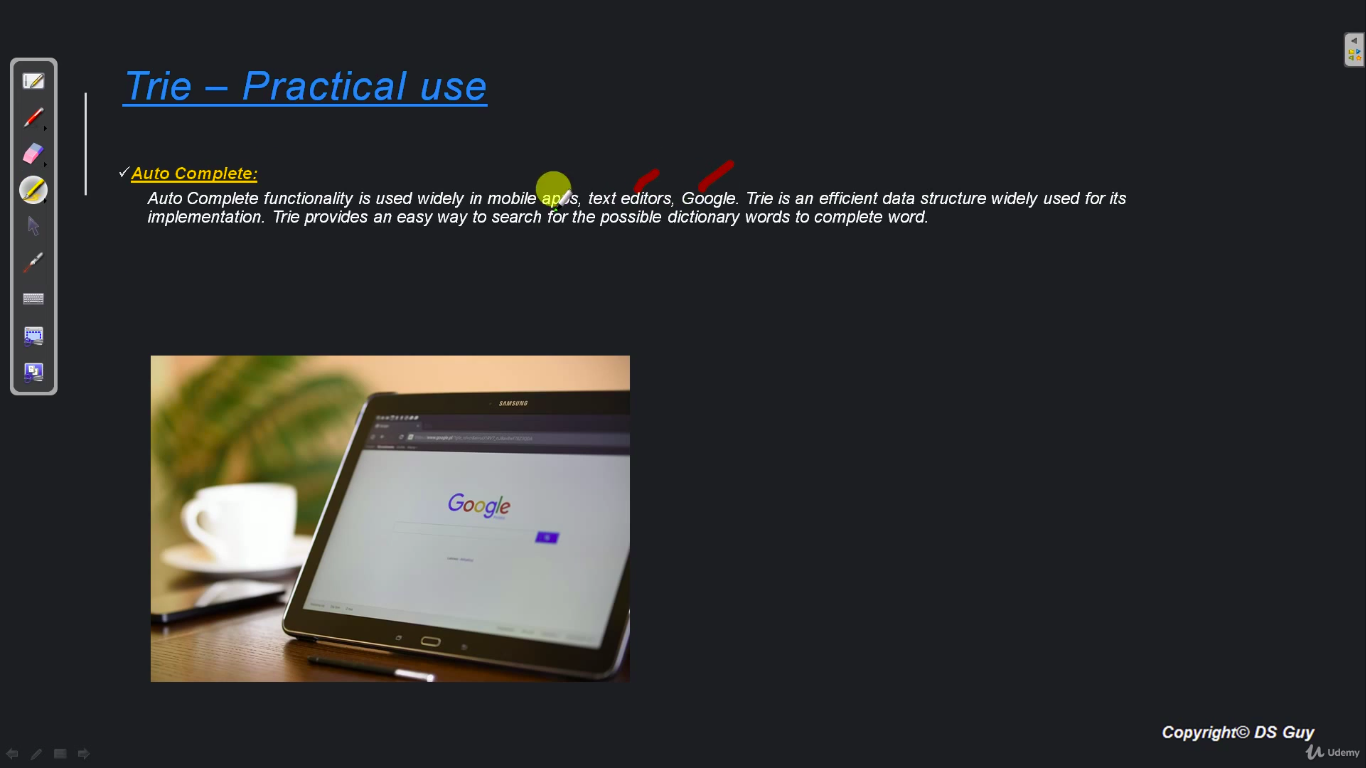 Trie – Practical use
Auto Complete:
Auto Complete functionality is used widely in mobile apps, text editors, Google. Trie is an efficient data structure widely used for its
implementation. Trie provides an easy way to search for the possible dictionary words to complete word.
SAMSUNG
Google
Copyright© DS Guy
Udemy